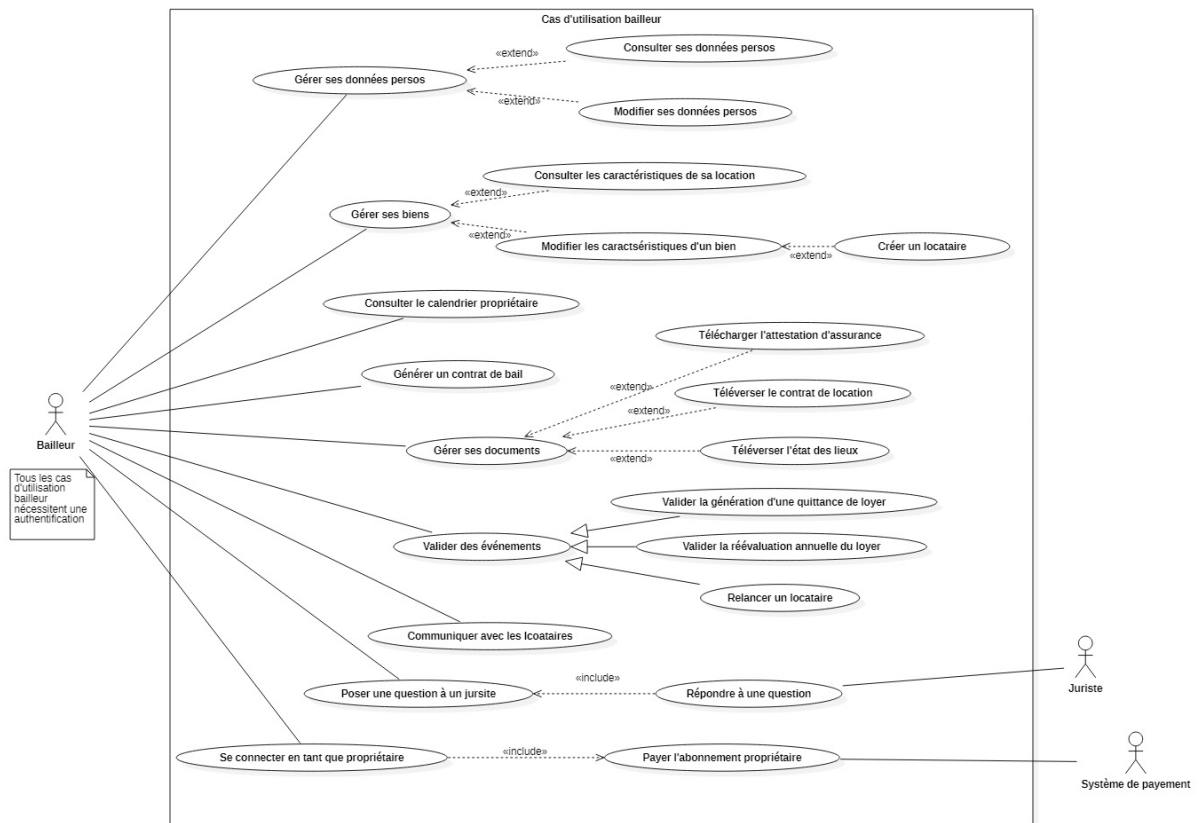 Cas d'utilisation bailleur
«extend»
Consulter ses données persos
Gérer ses données persos
«extend»
Modifier ses données persos
Consulter les caractéristiques de sa location
«extend»
Gérer ses biens
«extend»
Modifier les caractséristiques d'un bien
«extend»
Créer un locataire
Consulter le calendrier propriétaire
Télécharger l'attestation d'assurance
Générer un contrat de bail
«extend»
Téléverser le contrat de location
«extend»
Bailleur
Gérer ses documents
«extend»
Téléverser l'état des lieux
Tous les cas
d'utilisation
bailleur
nécessitent une
authentification
Valider la génération d'une quittance de loyer
Valider des événements
Valider la réévaluation annuelle du loyer
Relancer un locataire
Communiquer avec les lcoataires
Poser une question à un jursite
«include»
Répondre à une question
Juriste
Se connecter en tant que propriétaire
«include»
Payer l'abonnement propriétaire
Système de payement